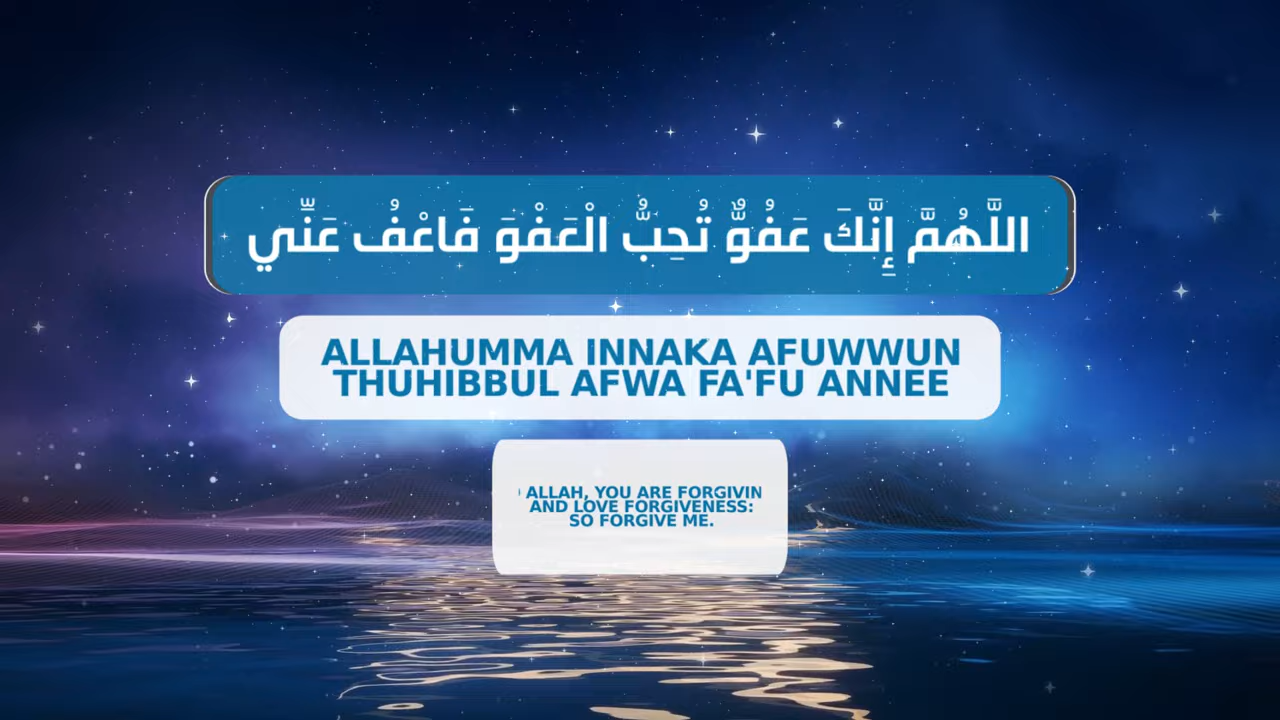 اللَّهُمَّ إِنَّكَ عَفُوٌّ تُحِبُّ الْعَفْوَ فَاعْفُ عَنِّي
ALLAHUMMA INNAKA AFUWWUN
THUHIBBUL AFWA FA'FU ANNEE
ALLAH, YOU ARE FORGIVIN
AND LOVE FORGIVENESS:
SO FORGIVE ME.